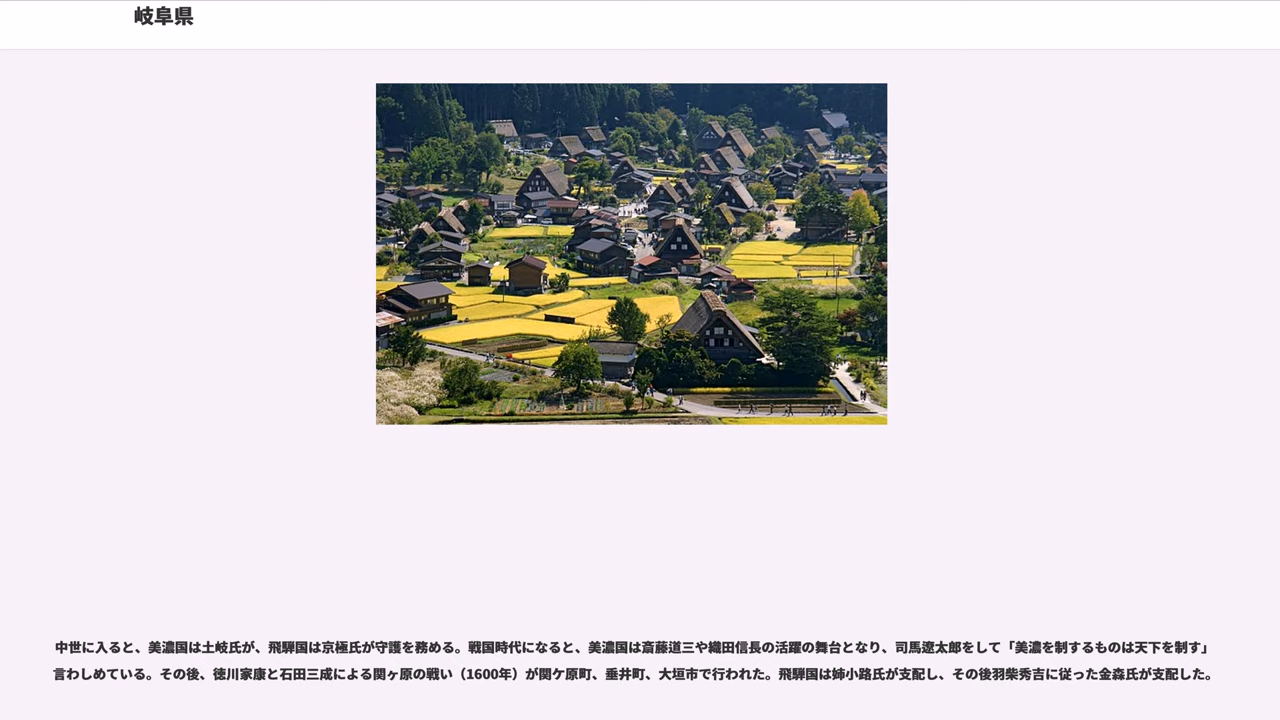 岐阜県
中世に入ると、美濃国は土岐氏が、飛騨国は京極氏が守護を務める。戦国時代になると、美濃国は斎藤道三や織田信長の活躍の舞台となり、司馬遼太郎をして「美濃を制するものは天下を制す」
言わしめている。その後、徳川家康と石田三成による関ヶ原の戦い（1600年）が関ケ原町、垂井町、大垣市で行われた。飛騨国は姉小路氏が支配し、その後羽柴秀吉に従った金森氏が支配した。